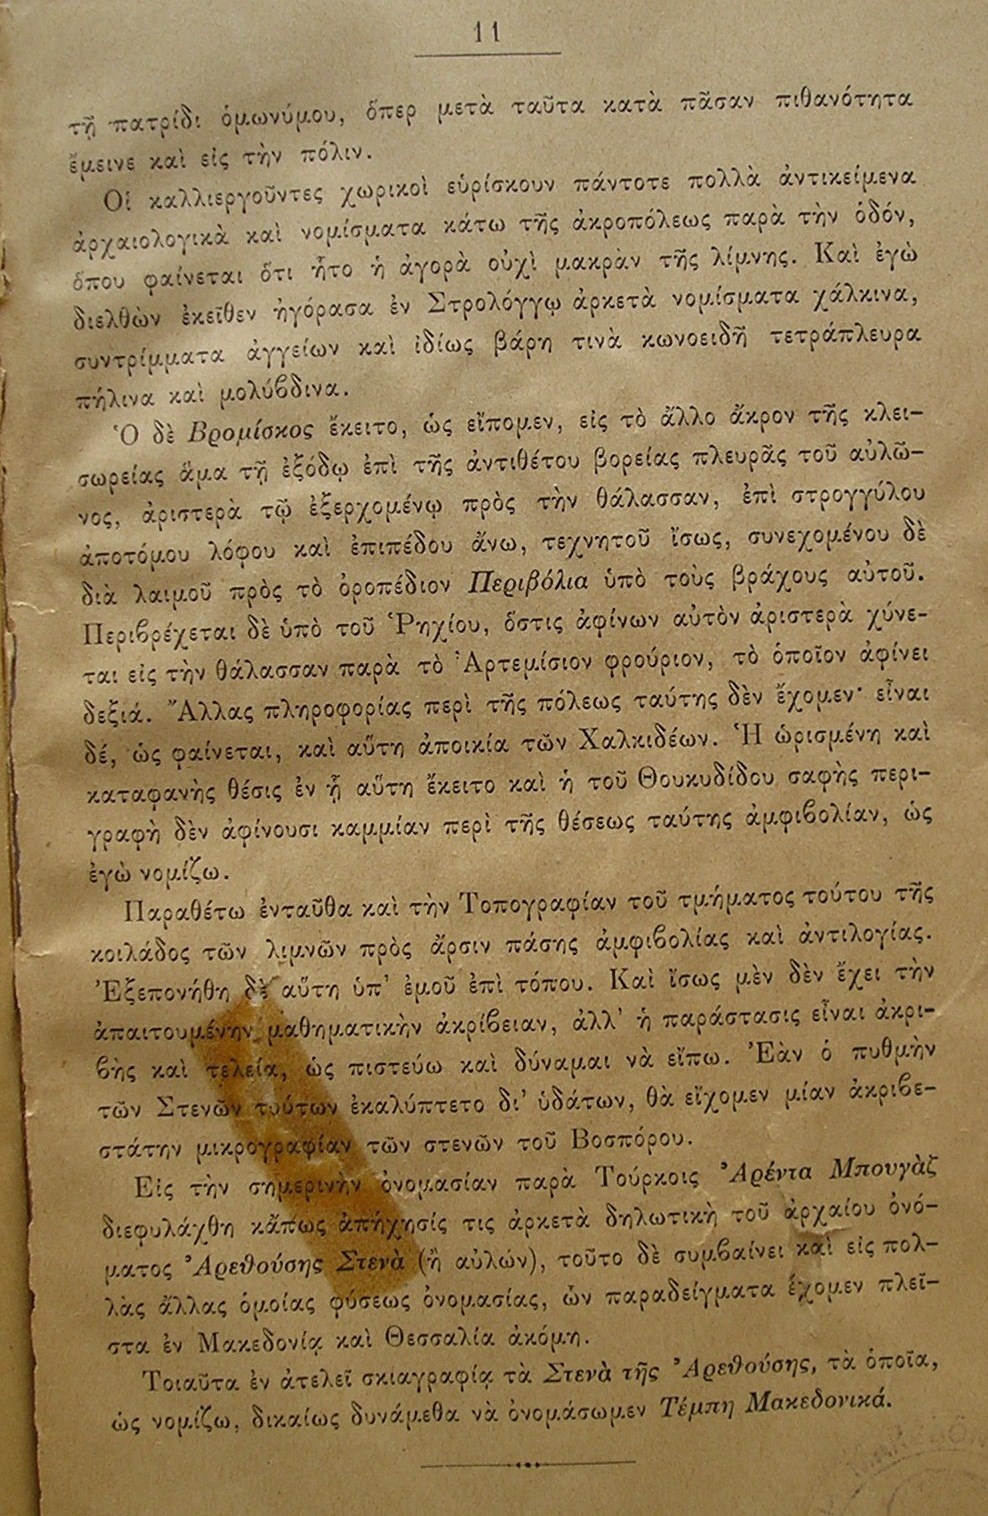 11
τῇ πατρίδι ὁμωνύμου, ὅπερ μετὰ ταῦτα κατὰ πᾶσαν πιθανότητα
ἔμεινε καὶ εἰς τὴν πόλιν.
Οἱ καλλιεργοῦντες χωρικοὶ εὑρίσκουν πάντοτε πολλὰ ἀντικείμενα
ἀρχαιολογικὰ καὶ νομίσματα κάτω τῆς ἀκροπόλεως παρὰ τὴν ὁδόν,
ὅπου φαίνεται ὅτι ἦτο ἡ ἀγορὰ οὐχὶ μακρὰν τῆς λίμνης. Καὶ ἐγὼ
διελθὼν ἐκεῖθεν ἠγόρασα ἐν Στρολόγγῳ ἀρκετὰ νομίσματα χάλκινα,
συντρίμματα ἀγγείων καὶ ἰδίως βάρη τινὰ κωνοειδῆ τετράπλευρα
πήλινα καὶ μολύβδινα.
Ὁ δὲ Βρομίσκος ἔκειτο, ὡς εἴπομεν, εἰς τὸ ἄλλο ἄκρον τῆς κλει-
σωρείας ἅμα τῇ ἐξόδῳ ἐπὶ τῆς ἀντιθέτου βορείας πλευρᾶς τοῦ αὐλῶ-
νος, ἀριστερὰ τῷ ἐξερχομένῳ πρὸς τὴν θάλασσαν, ἐπὶ στρογγύλου
ἀποτόμου λόφου καὶ ἐπιπέδου ἄνω, τεχνητοῦ ἴσως, συνεχομένου δὲ
διὰ λαιμοῦ πρὸς τὸ ὀροπέδιον Περιβόλια ὑπὸ τοὺς βράχους αὐτοῦ.
Περιβρέχεται δὲ ὑπὸ τοῦ Ῥηχίου, ὅστις ἀφίνων αὐτὸν ἀριστερὰ χύνε-
ται εἰς τὴν θάλασσαν παρὰ τὸ Ἀρτεμίσιον φρούριον, τὸ ὁποῖον ἀφίνει
δεξιά. Ἄλλας πληροφορίας περὶ τῆς πόλεως ταύτης δὲν ἔχομεν· εἶναι
δέ, ὡς φαίνεται, καὶ αὕτη ἀποικία τῶν Χαλκιδέων. Ἡ ὡρισμένη καὶ
καταφανὴς θέσις ἐν ᾗ αὕτη ἔκειτο καὶ ἡ τοῦ Θουκυδίδου σαφὴς περι-
γραφὴ δὲν ἀφίνουσι καμμίαν περὶ τῆς θέσεως ταύτης ἀμφιβολίαν, ὡς
ἐγὼ νομίζω.
Παραθέτω ἐνταῦθα καὶ τὴν Τοπογραφίαν τοῦ τμήματος τούτου τῆς
κοιλάδος τῶν λιμνῶν πρὸς ἄρσιν πάσης ἀμφιβολίας καὶ ἀντιλογίας.
Ἐξεπονήθη δὲ αὕτη ὑπ' ἐμοῦ ἐπὶ τόπου. Καὶ ἴσως μὲν δὲν ἔχει τὴν
ἀπαιτουμένην μαθηματικὴν ἀκρίβειαν, ἀλλ' ἡ παράστασις εἶναι ἀκρι-
βὴς καὶ τελεία, ὡς πιστεύω καὶ δύναμαι νὰ εἴπω. Ἐὰν ὁ πυθμὴν
τῶν Στενῶν τούτων ἐκαλύπτετο δι' ὑδάτων, θὰ εἴχομεν μίαν ἀκριβε-
στάτην μικρογραφίαν τῶν στενῶν τοῦ Βοσπόρου.
Εἰς τὴν σημερινὴν ὀνομασίαν παρὰ Τούρκοις Ἀρέντα Μπουγὰζ
διεφυλάχθη κἄπως ἀπήχησίς τις ἀρκετὰ δηλωτικὴ τοῦ ἀρχαίου ὀνό-
ματος Ἀρεθούσης Στενὰ (ἢ αὐλών), τοῦτο δὲ συμβαίνει καὶ εἰς πολ-
λὰς ἄλλας ὁμοίας φύσεως ὀνομασίας, ὧν παραδείγματα ἔχομεν πλεῖ-
στα ἐν Μακεδονίᾳ καὶ Θεσσαλίᾳ ἀκόμη.
Τοιαῦτα ἐν ἀτελεῖ σκιαγραφίᾳ τὰ Στενὰ τῆς Ἀρεθούσης, τὰ ὁποῖα,
ὡς νομίζω, δικαίως δυνάμεθα νὰ ὀνομάσωμεν Τέμπη Μακεδονικά.